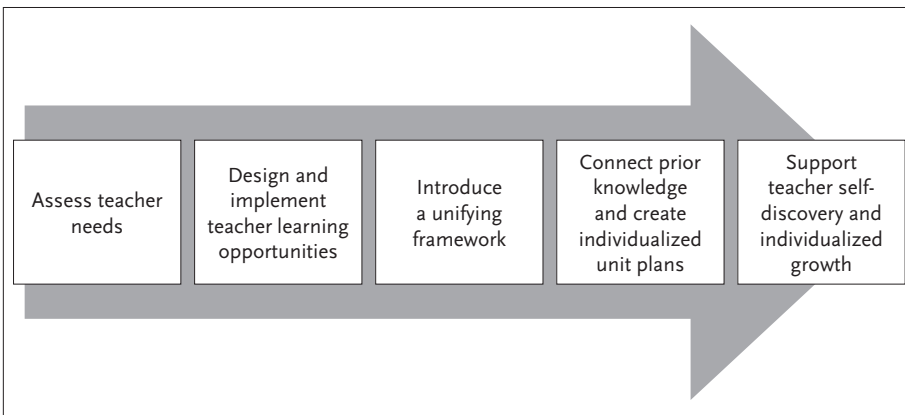 Assess teacher
needs
Design and
implement
teacher learning
opportunities
Introduce
a unifying
framework
Connect prior
knowledge
and create
individualized
unit plans
Support
teacher self-
discovery and
individualized
growth